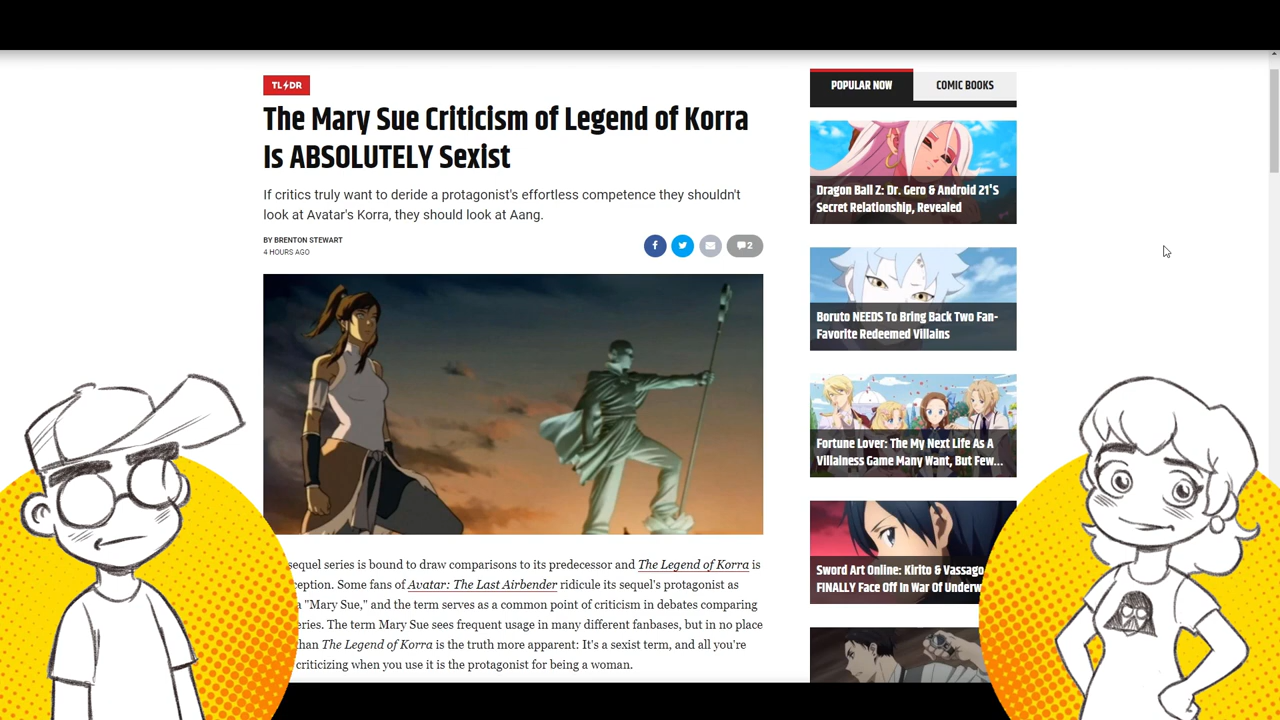 TL⚡DR
The Mary Sue Criticism of Legend of Korra
Is ABSOLUTELY Sexist
If critics truly want to deride a protagonist's effortless competence they shouldn't
look at Avatar's Korra, they should look at Aang.
BY BRENTON STEWART
4 HOURS AGO
2
sequel series is bound to draw comparisons to its predecessor and The Legend of Korra is
ception. Some fans of Avatar: The Last Airbender ridicule its sequel's protagonist as
a "Mary Sue," and the term serves as a common point of criticism in debates comparing
eries. The term Mary Sue sees frequent usage in many different fanbases, but in no place
han The Legend of Korra is the truth more apparent: It's a sexist term, and all you're
criticizing when you use it is the protagonist for being a woman.
POPULAR NOW
COMIC BOOKS
Dragon Ball Z: Dr. Gero & Android 21'S
Secret Relationship, Revealed
Boruto NEEDS To Bring Back Two Fan-
Favorite Redeemed Villains
Fortune Lover: The My Next Life As A
Villainess Game Many Want, But Few...
Sword Art Online: Kirito & Vassago
FINALLY Face Off In War Of Underw